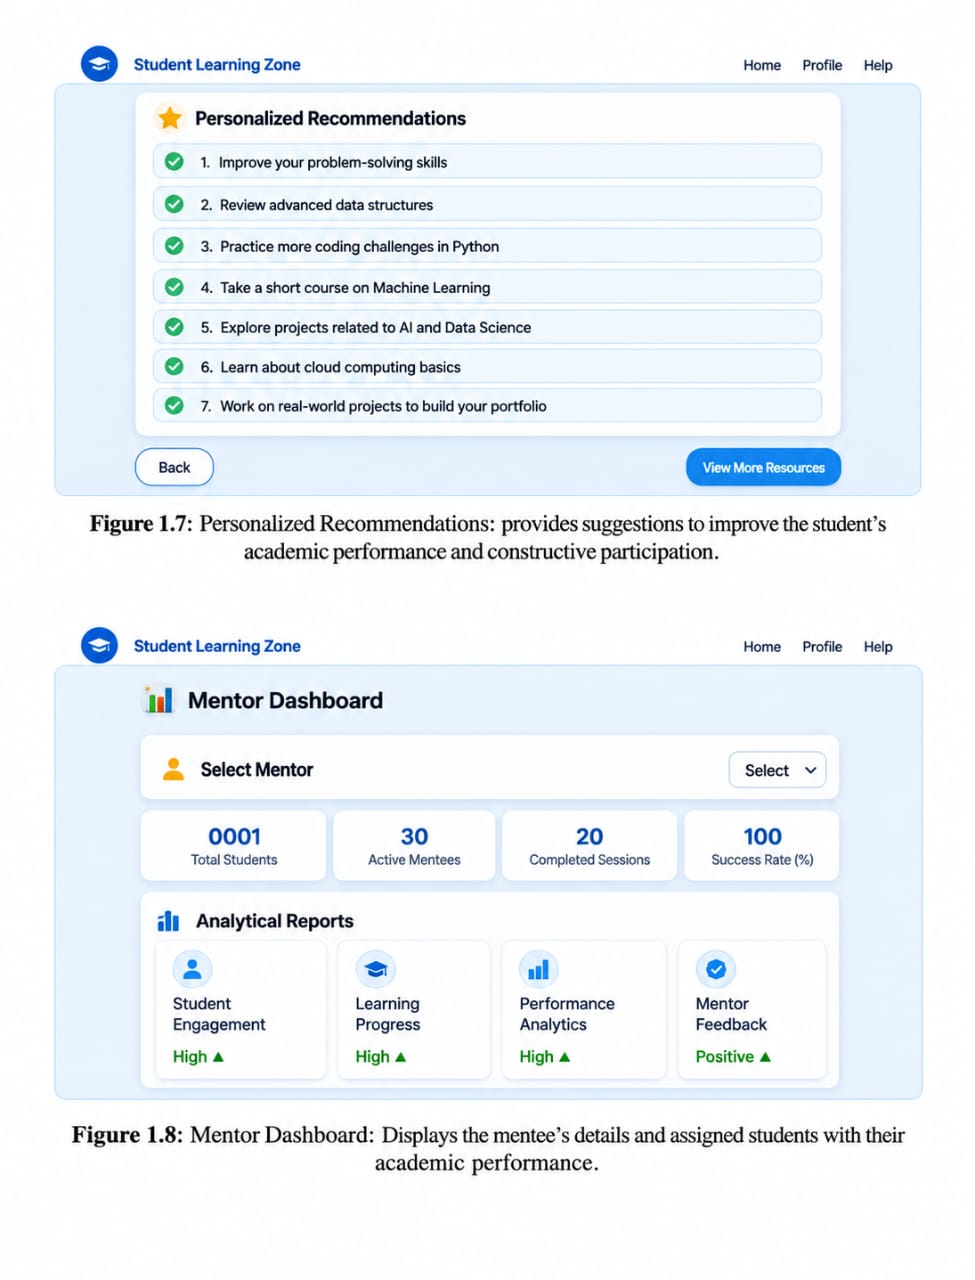 Student Learning Zone
Home Profile Help
Personalized Recommendations
1. Improve your problem-solving skills
2. Review advanced data structures
3. Practice more coding challenges in Python
4. Take a short course on Machine Learning
5. Explore projects related to AI and Data Science
6. Learn about cloud computing basics
7. Work on real-world projects to build your portfolio
Back
View More Resources
Figure 1.7: Personalized Recommendations: provides suggestions to improve the student’s
academic performance and constructive participation.
Student Learning Zone
Home Profile Help
Mentor Dashboard
Select Mentor
Select
0001
Total Students
30
Active Mentees
20
Completed Sessions
100
Success Rate (%)
Analytical Reports
Student
Engagement
High ▲
Learning
Progress
High ▲
Performance
Analytics
High ▲
Mentor
Feedback
Positive ▲
Figure 1.8: Mentor Dashboard: Displays the mentee’s details and assigned students with their
academic performance.